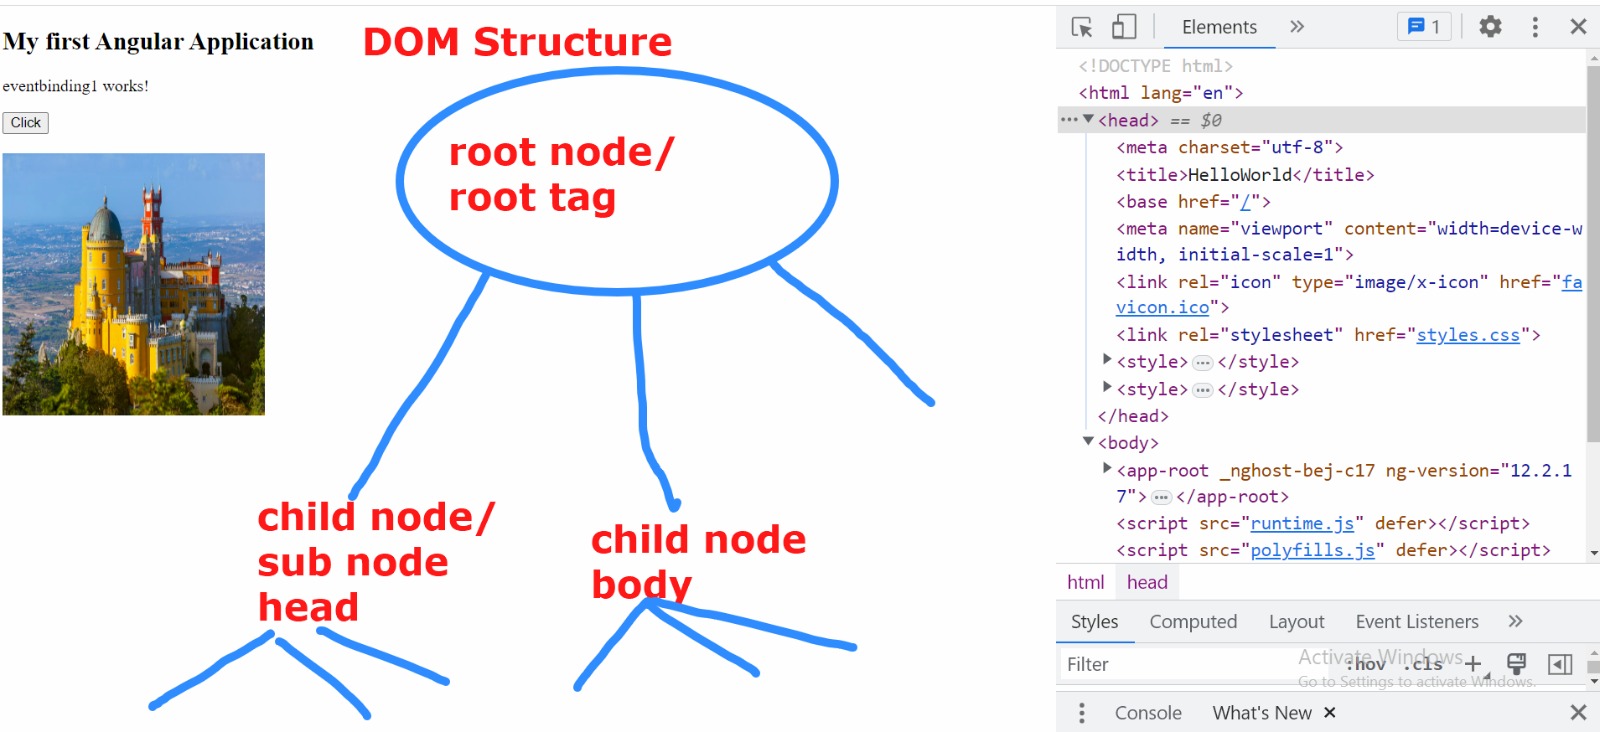 My first Angular Application
eventbinding1 works!
Click
DOM Structure
root node/
root tag
child node/
sub node
head
child node
body
Elements
1
<!DOCTYPE html>
<html lang="en">
<head> == $0
<meta charset="utf-8">
<title>HelloWorld</title>
<base href="/">
<meta name="viewport" content="width=device-w
idth, initial-scale=1">
<link rel="icon" type="image/x-icon" href="fa
vicon.ico">
<link rel="stylesheet" href="styles.css">
<style>…</style>
<style>…</style>
</head>
<body>
<app-root _nghost-bej-c17 ng-version="12.2.1
7">…</app-root>
<script src="runtime.js" defer></script>
<script src="polyfills.js" defer></script>
html head
Styles Computed Layout Event Listeners
Filter :hov .cls
Activate Windows
Go to Settings to activate Windows.
Console What's New